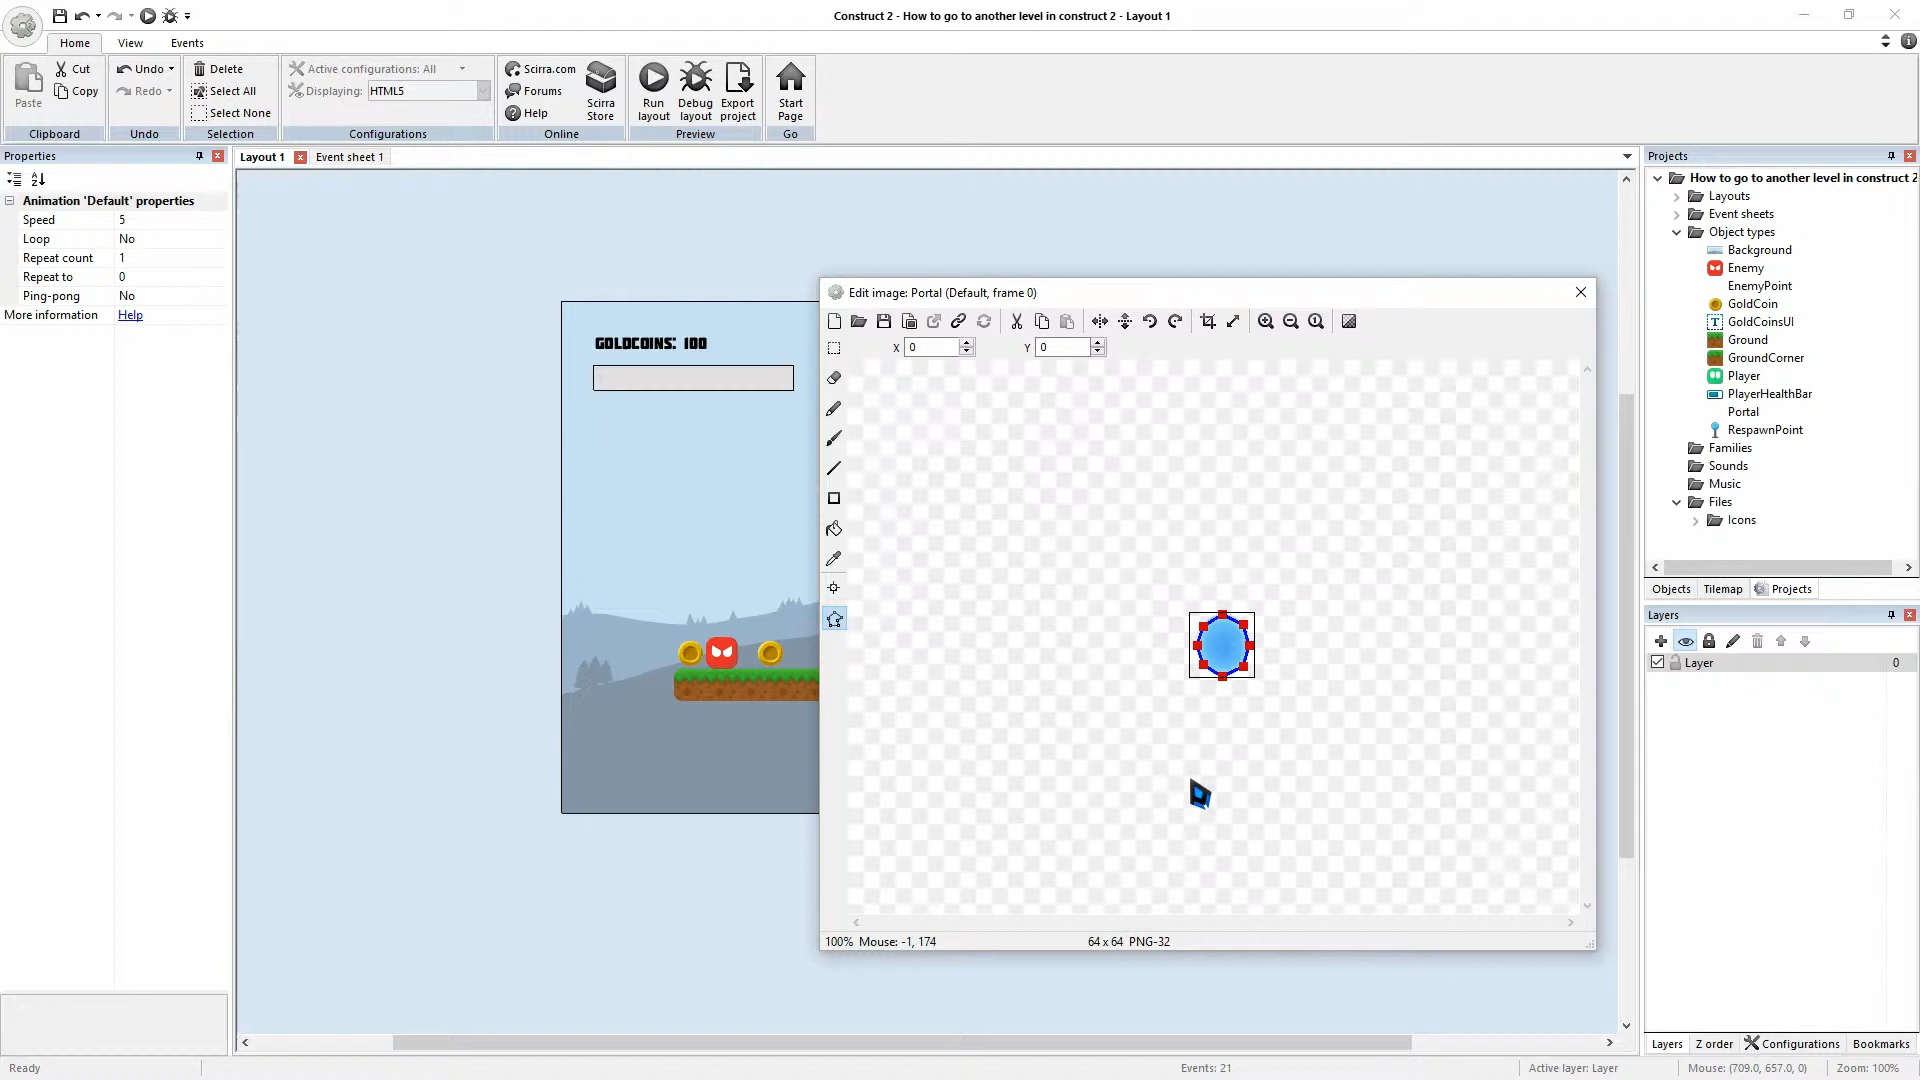 Construct 2 - How to go to another level in construct 2 - Layout 1
Home View Events
Paste
Cut
Copy
Clipboard
Undo
Redo
Undo
Delete
Select All
Select None
Selection
Active configurations: All
Displaying: HTML5
Configurations
Scirra.com
Forums
Help
Scirra Store
Online
Run layout
Debug layout
Export project
Preview
Start Page
Go
Properties
Animation 'Default' properties
Speed 5
Loop No
Repeat count 1
Repeat to 0
Ping-pong No
More information Help
Layout 1
Event sheet 1
GOLDCOINS: 100
Edit image: Portal (Default, frame 0)
X 0 Y 0
100% Mouse: -1, 174 64 x 64 PNG-32
Projects
How to go to another level in construct 2
Layouts
Event sheets
Object types
Background
Enemy
EnemyPoint
GoldCoin
T GoldCoinsUI
Ground
GroundCorner
Player
PlayerHealthBar
Portal
RespawnPoint
Families
Sounds
Music
Files
Icons
Objects Tilemap Projects
Layers
Layer 0
Layers Z order Configurations Bookmarks
Ready Events: 21 Active layer: Layer Mouse: (709.0, 657.0, 0) Zoom: 100%